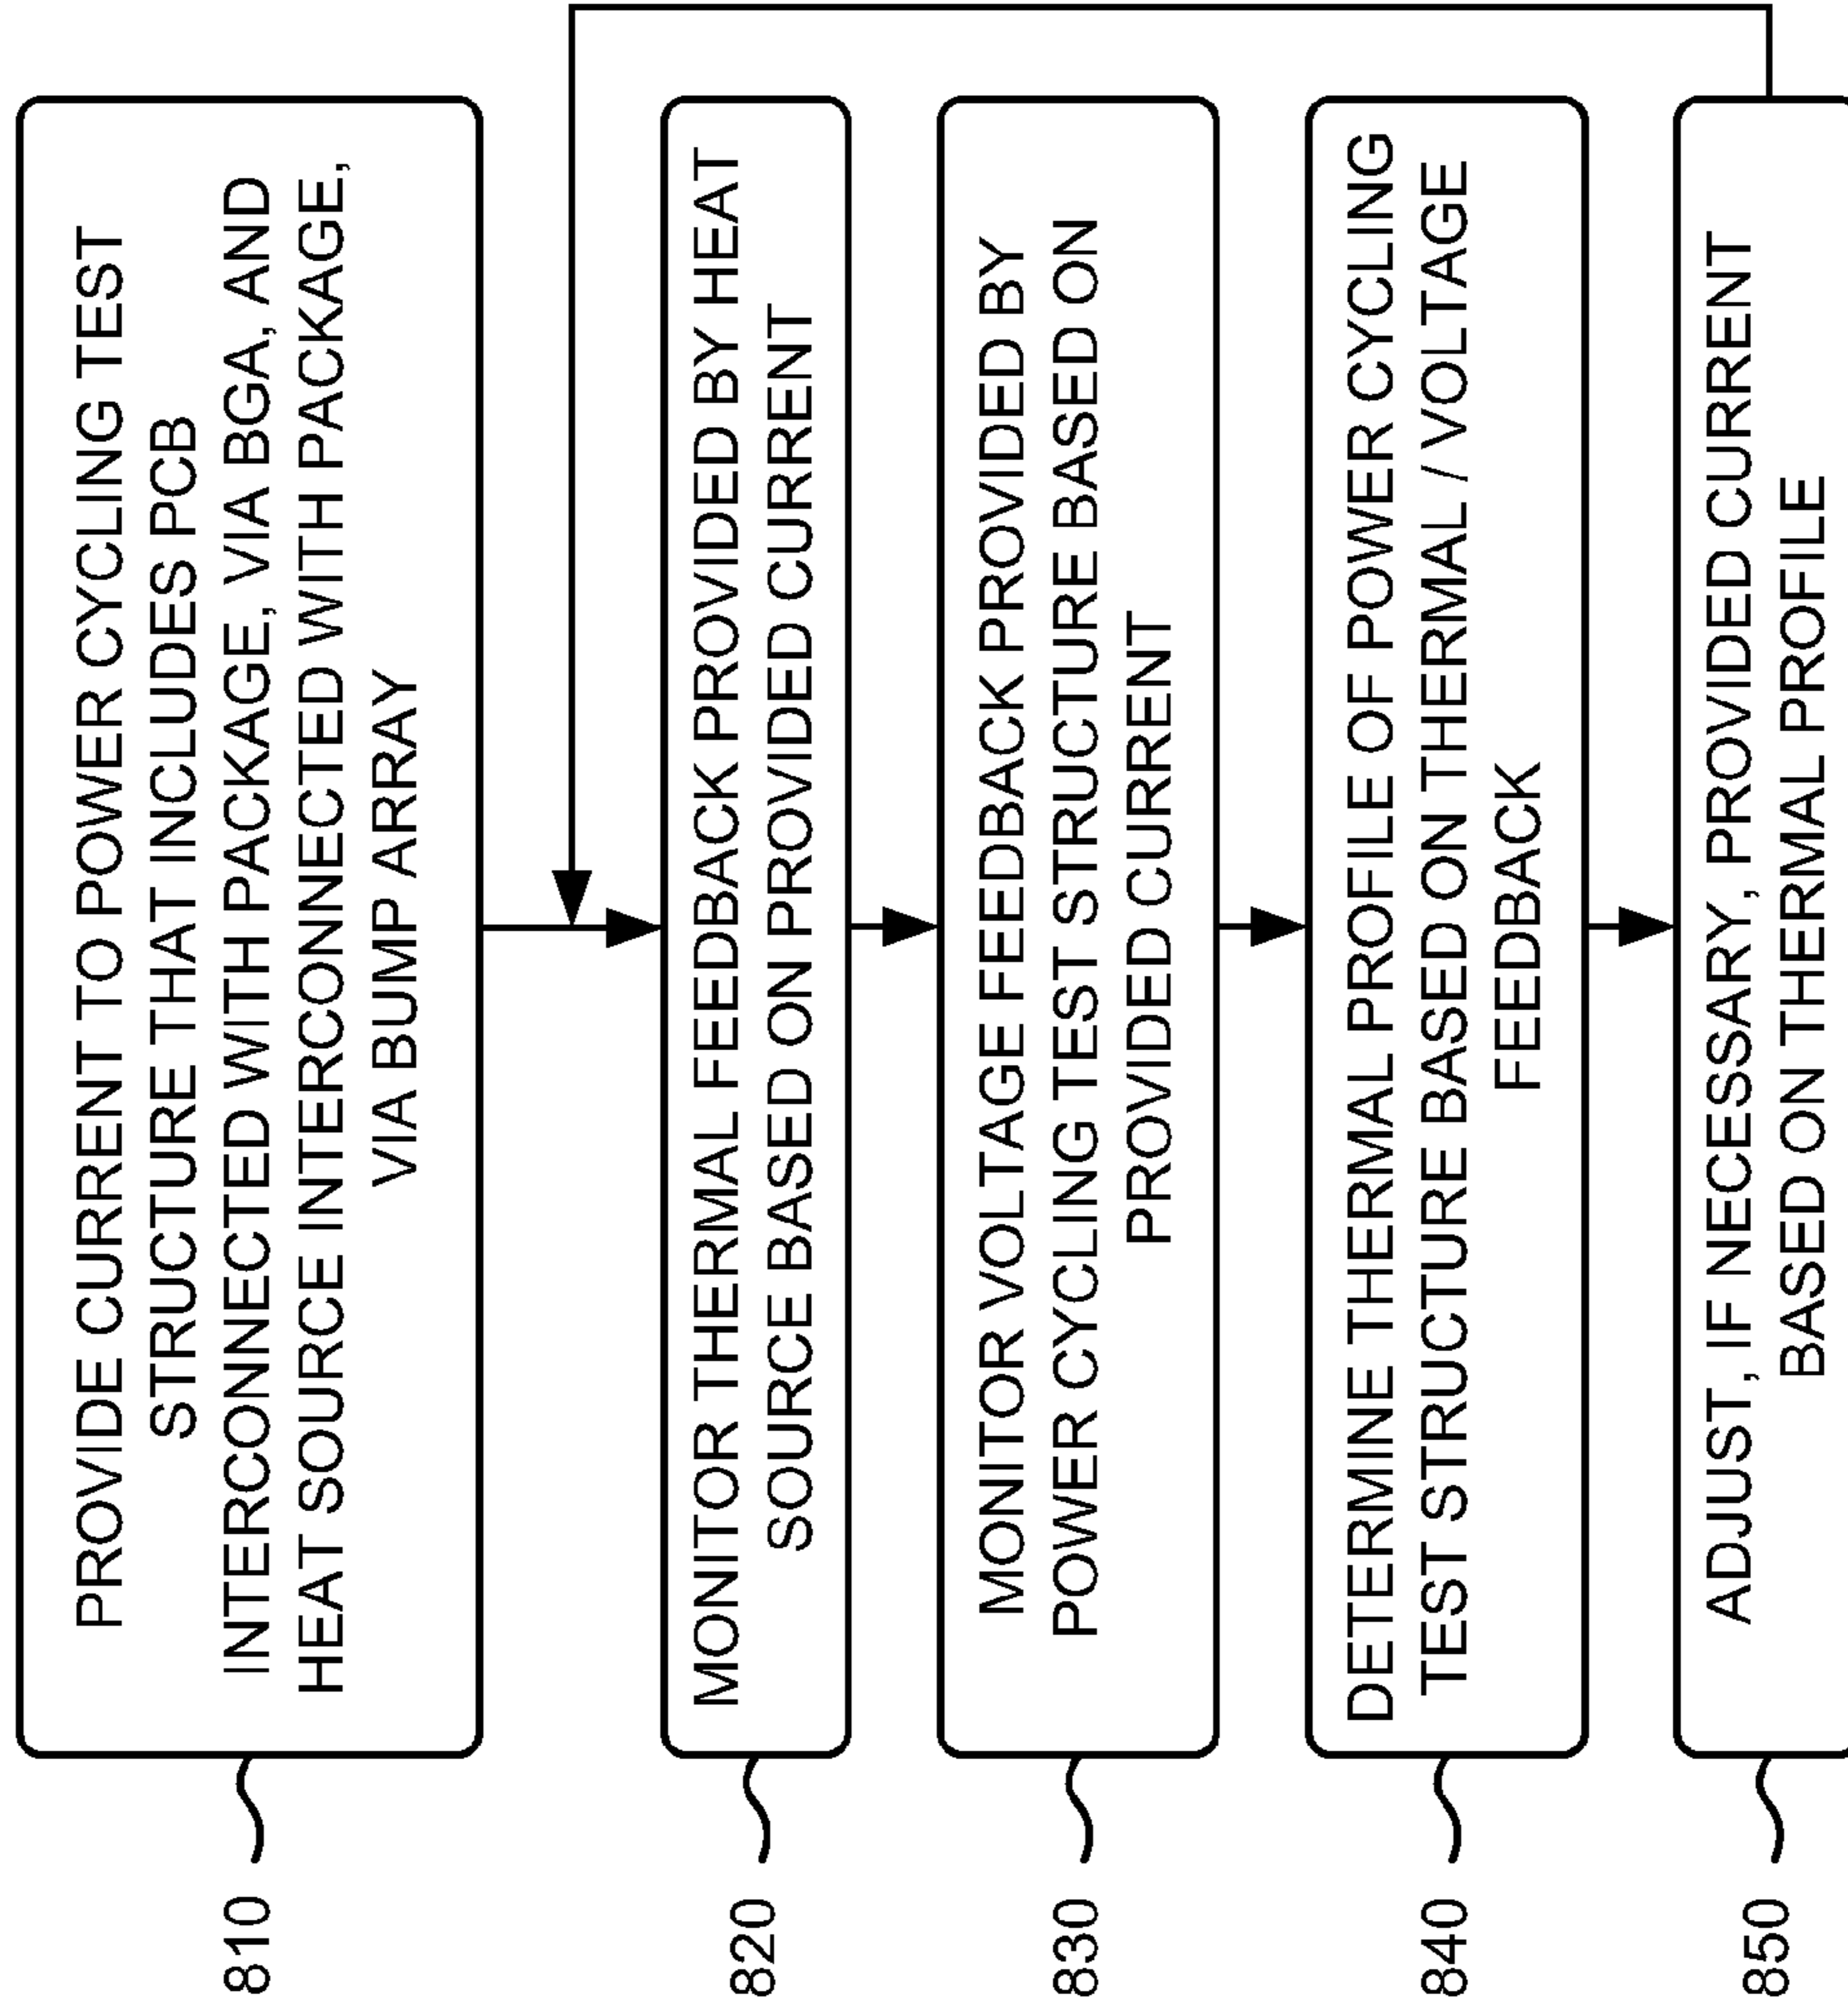 810
PROVIDE CURRENT TO POWER CYCLING TEST
STRUCTURE THAT INCLUDES PCB
INTERCONNECTED WITH PACKAGE, VIA BGA, AND
HEAT SOURCE INTERCONNECTED WITH PACKAGE,
VIA BUMP ARRAY
820
MONITOR THERMAL FEEDBACK PROVIDED BY HEAT
SOURCE BASED ON PROVIDED CURRENT
830
MONITOR VOLTAGE FEEDBACK PROVIDED BY
POWER CYCLING TEST STRUCTURE BASED ON
PROVIDED CURRENT
840
DETERMINE THERMAL PROFILE OF POWER CYCLING
TEST STRUCTURE BASED ON THERMAL / VOLTAGE
FEEDBACK
850
ADJUST, IF NECESSARY, PROVIDED CURRENT
BASED ON THERMAL PROFILE